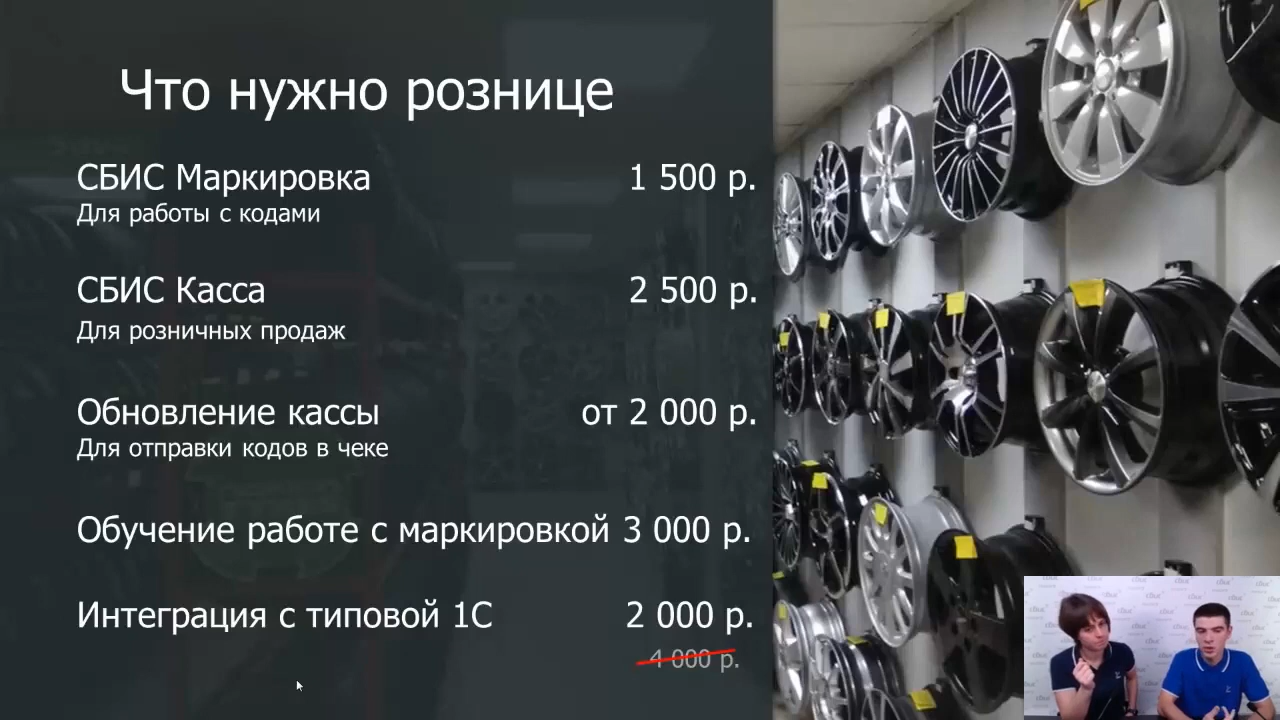 Что нужно рознице
СБИС Маркировка 1 500 р.
Для работы с кодами
СБИС Касса 2 500 р.
Для розничных продаж
Обновление кассы от 2 000 р.
Для отправки кодов в чеке
Обучение работе с маркировкой 3 000 р.
Интеграция с типовой 1С 2 000 р.
4 000 р.